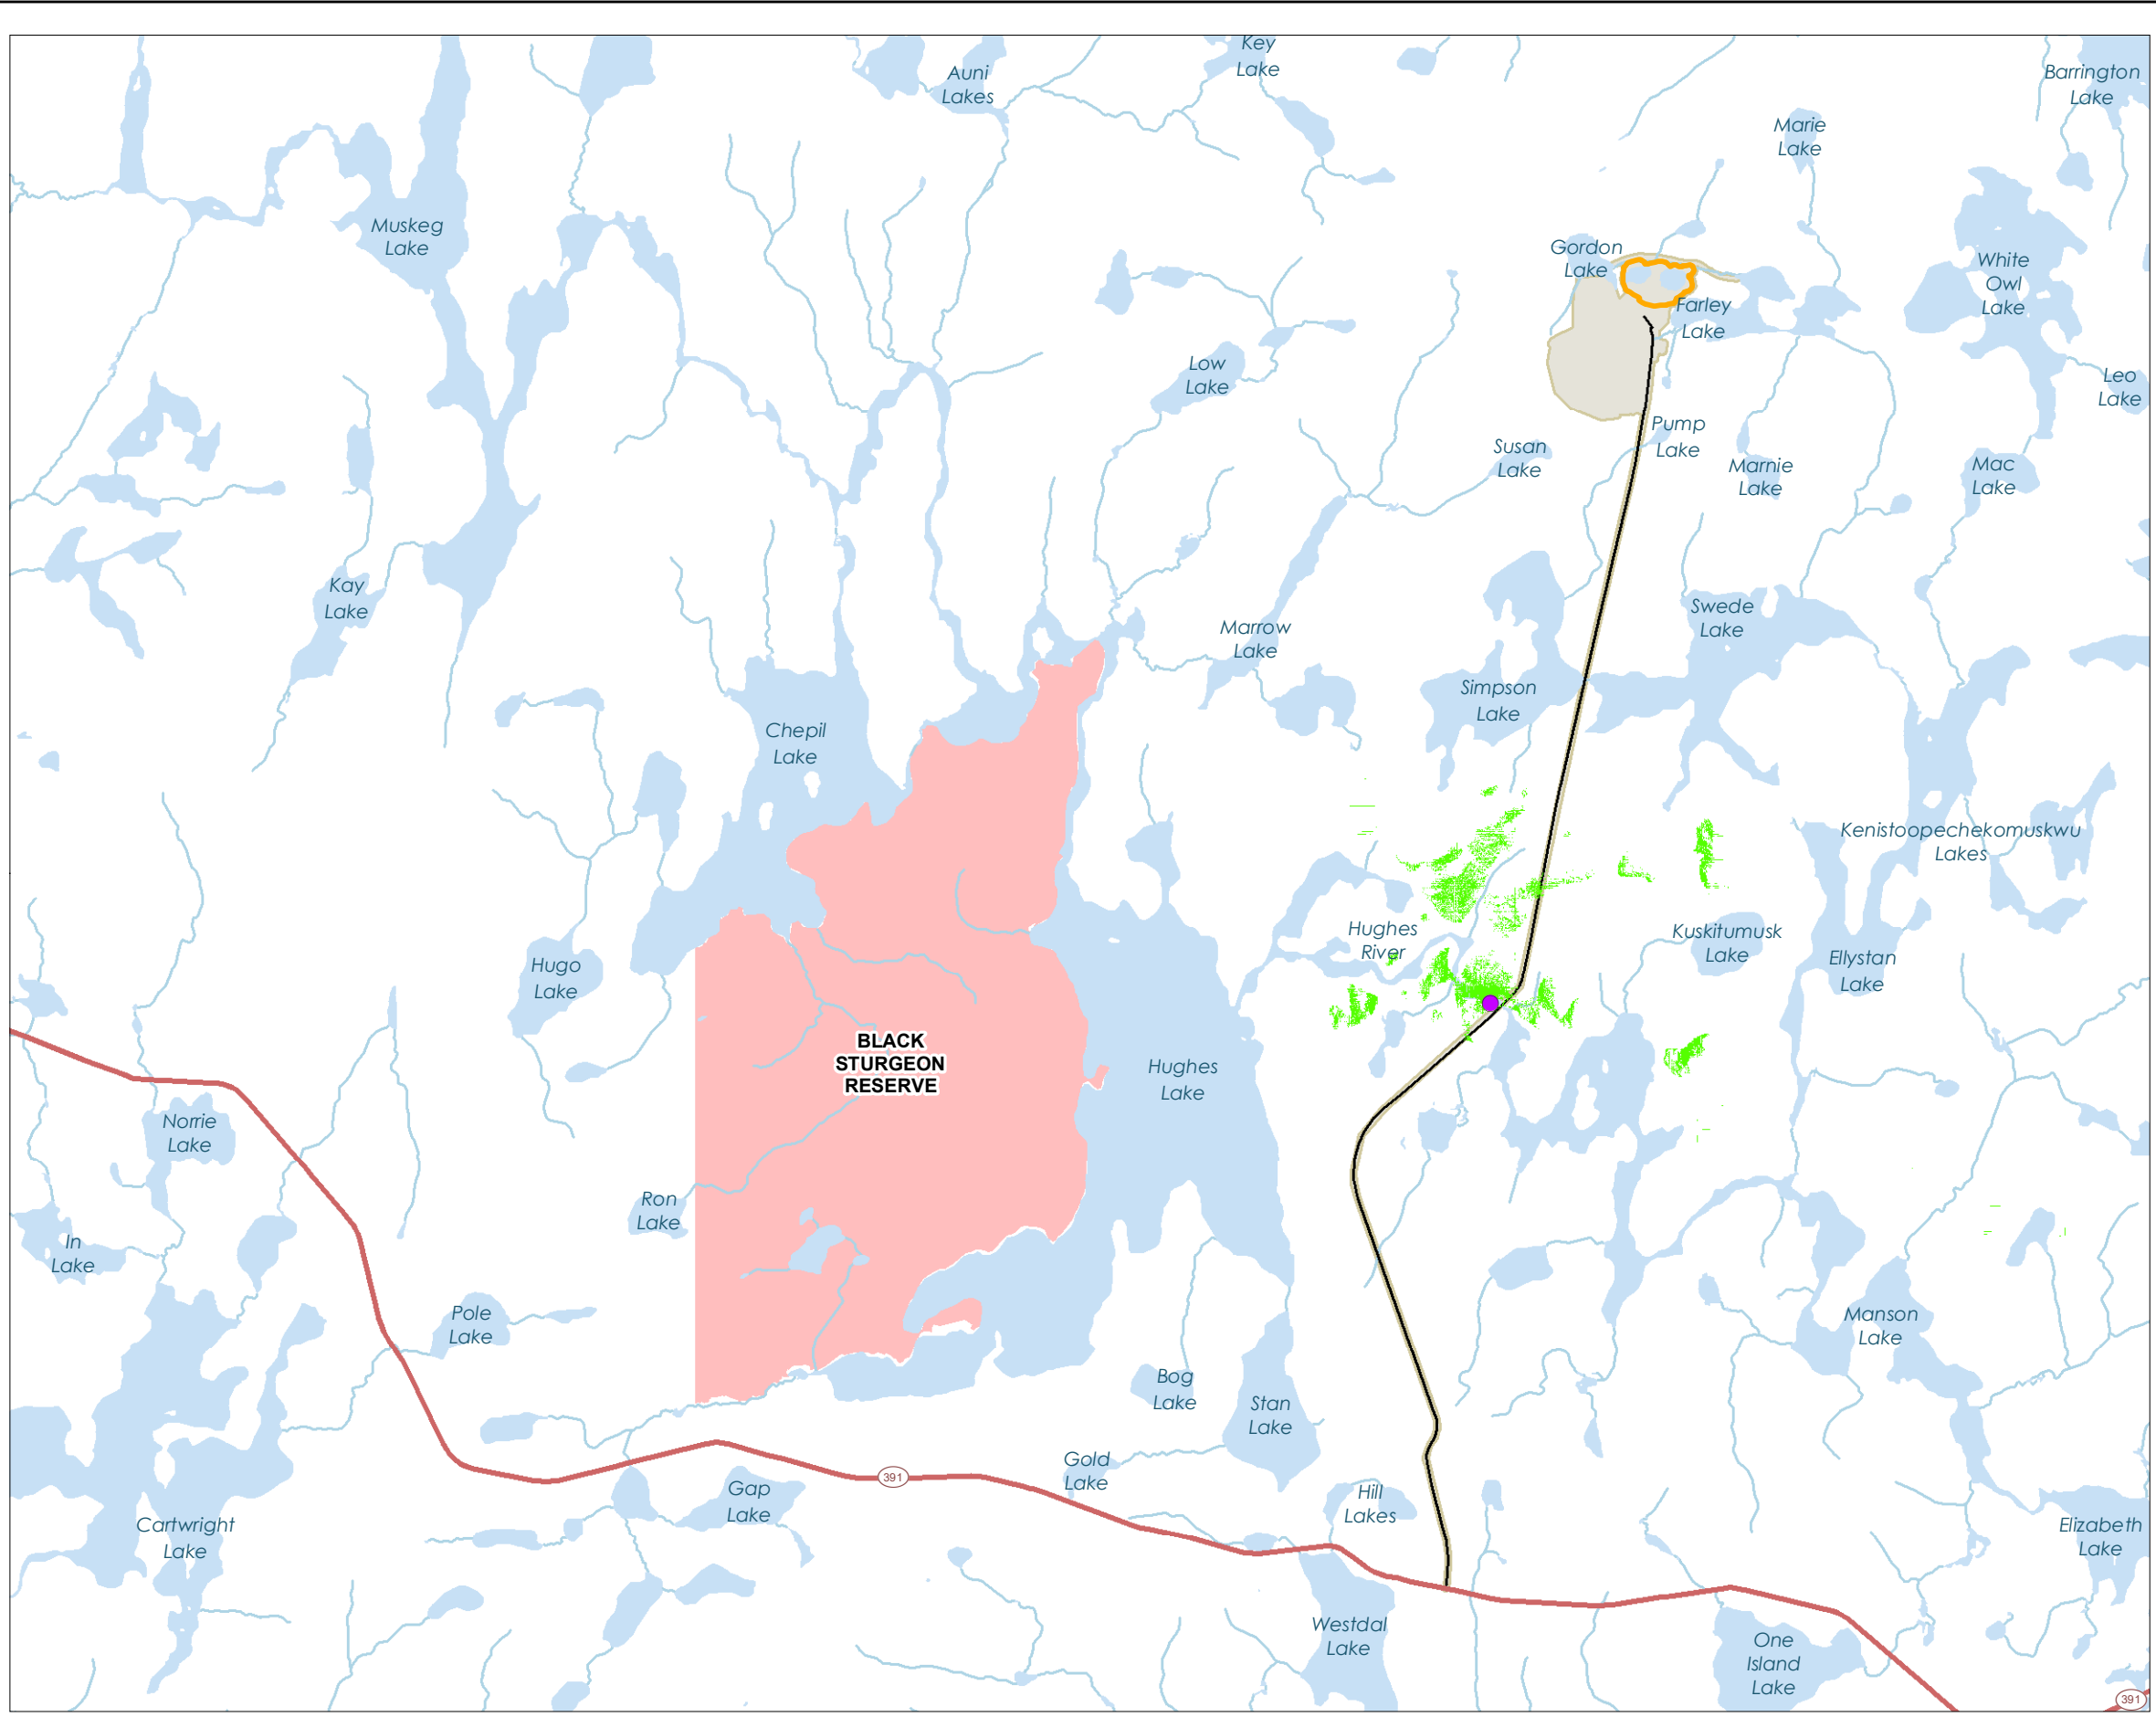 Key
Lake
Auni
Lakes
Barrington
Lake
Marie
Lake
Muskeg
Lake
Gordon
Lake
White
Owl
Lake
Farley
Lake
Low
Lake
Leo
Lake
Pump
Lake
Susan
Lake
Marnie
Lake
Mac
Lake
Kay
Lake
Marrow
Lake
Swede
Lake
Simpson
Lake
Chepil
Lake
Kenistoopechekomuskwu
Lakes
Hughes
River
Kuskitumusk
Lake
Ellystan
Lake
Hugo
Lake
BLACK
STURGEON
RESERVE
Hughes
Lake
Norrie
Lake
Ron
Lake
In
Lake
Pole
Lake
Manson
Lake
Bog
Lake
Stan
Lake
Gold
Lake
391
Gap
Lake
Hill
Lakes
Cartwright
Lake
Elizabeth
Lake
Westdal
Lake
One
Island
Lake
391